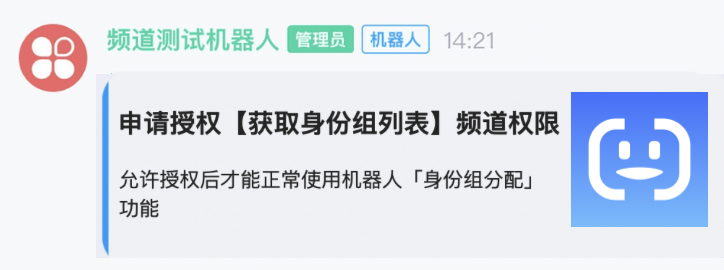 频道测试机器人 管理员 机器人 14:21
申请授权【获取身份组列表】频道权限
允许授权后才能正常使用机器人「身份组分配」
功能